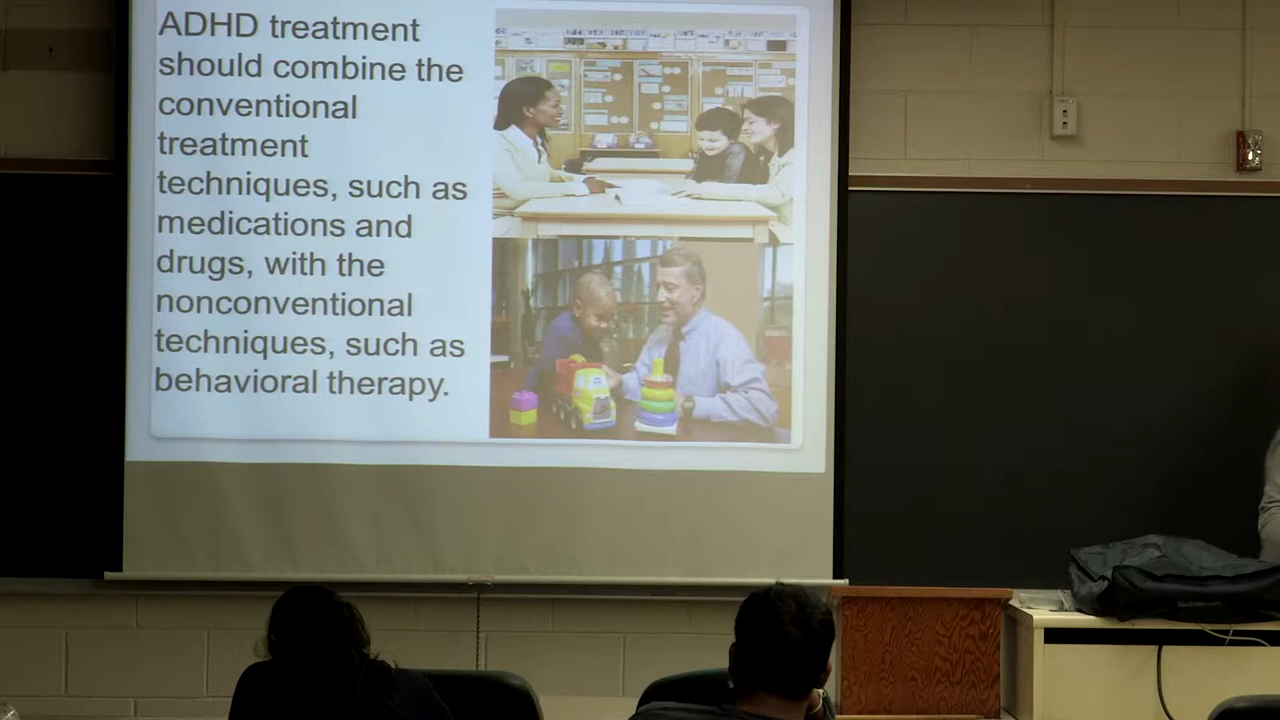 ADHD treatment
should combine the
conventional
treatment
techniques, such as
medications and
drugs, with the
nonconventional
techniques, such as
behavioral therapy.